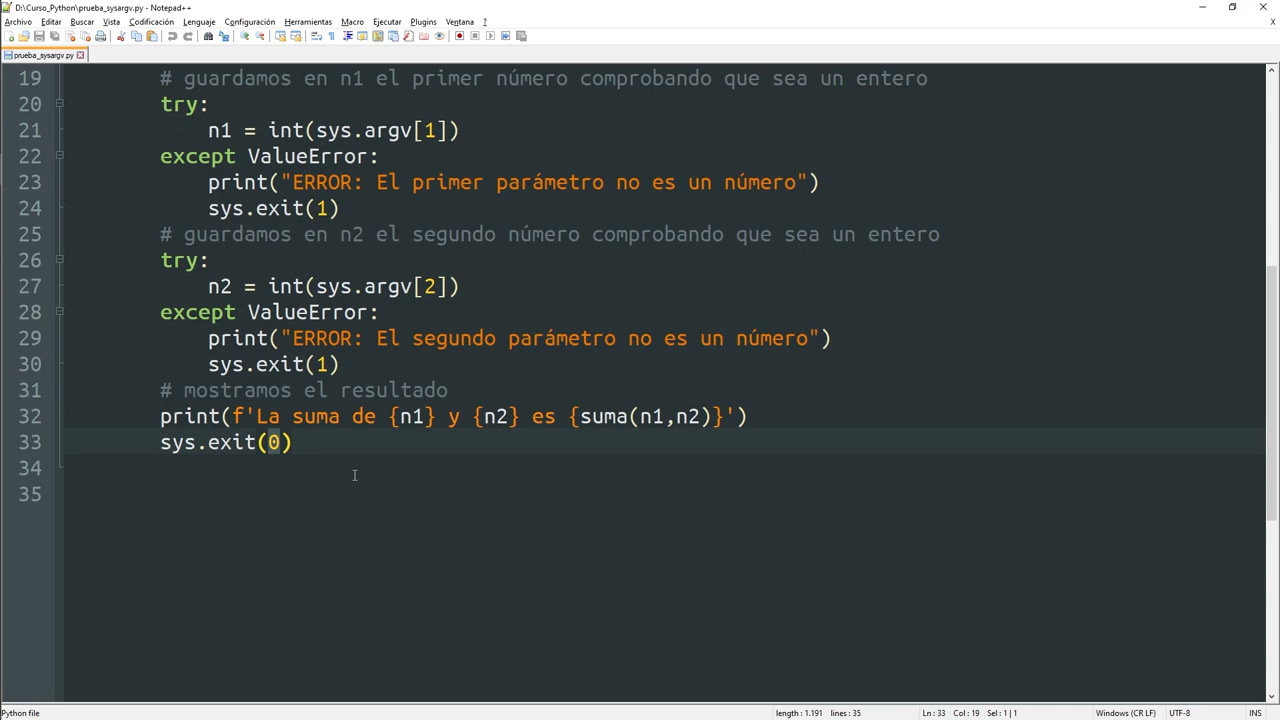 D:\Curso_Python\prueba_sysargv.py - Notepad++
Archivo Editar Buscar Vista Codificación Lenguaje Configuración Herramientas Macro Ejecutar Plugins Ventana ? X
prueba_sysargv.py
19 # guardamos en n1 el primer número comprobando que sea un entero
20 try:
21 n1 = int(sys.argv[1])
22 except ValueError:
23 print("ERROR: El primer parámetro no es un número")
24 sys.exit(1)
25 # guardamos en n2 el segundo número comprobando que sea un entero
26 try:
27 n2 = int(sys.argv[2])
28 except ValueError:
29 print("ERROR: El segundo parámetro no es un número")
30 sys.exit(1)
31 # mostramos el resultado
32 print(f'La suma de {n1} y {n2} es {suma(n1,n2)}')
33 sys.exit(0)
34
35
Python file length : 1.191 lines : 35 Ln : 33 Col : 19 Sel : 1 | 1 Windows (CR LF) UTF-8 INS